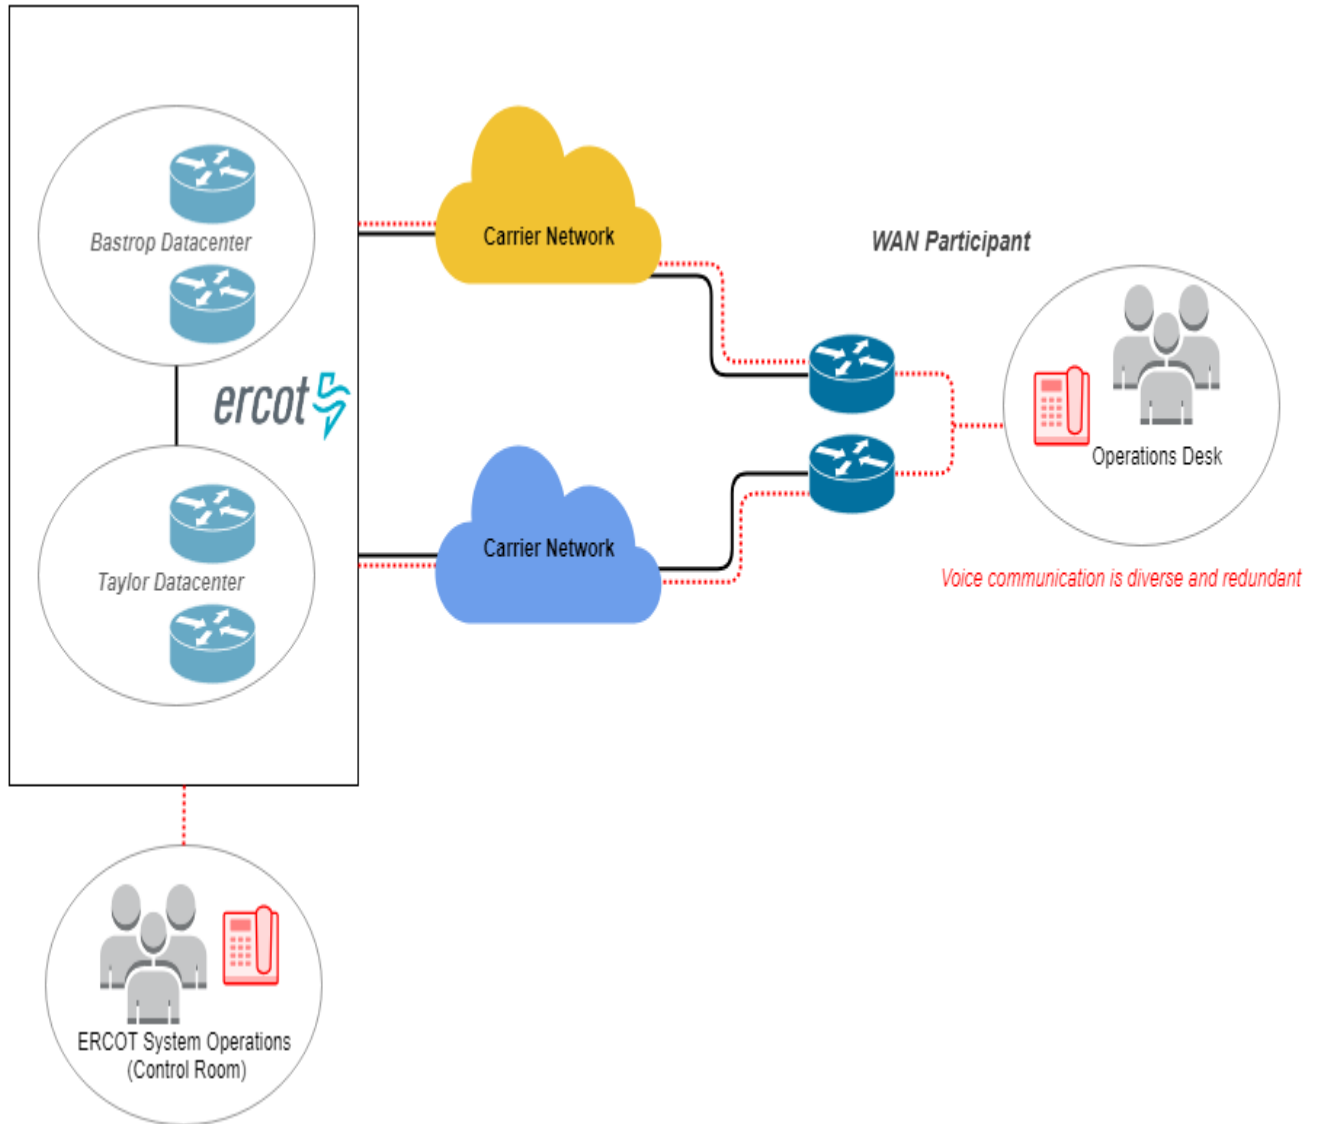 Bastrop Datacenter
Carrier Network
WAN Participant
ercot
Operations Desk
Carrier Network
Taylor Datacenter
Voice communication is diverse and redundant
ERCOT System Operations
(Control Room)